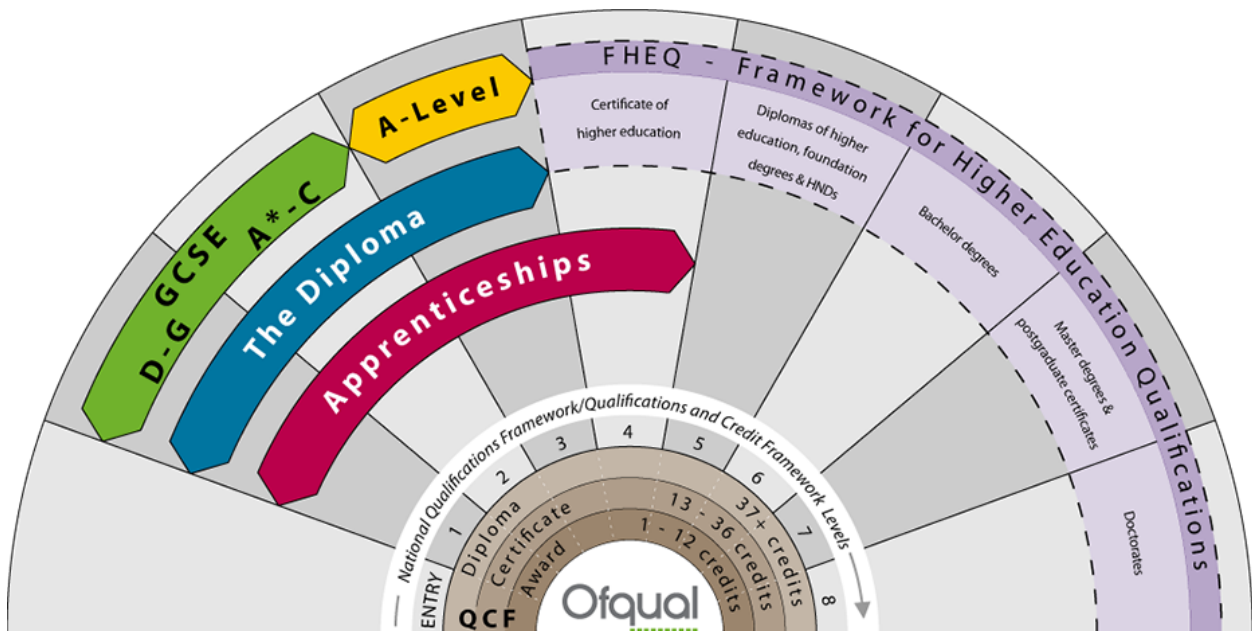 FHEQ - Framework for Higher Education Qualifications
A-Level
GCSE
D-G A*-C
The Diploma
Apprenticeships
Certificate of
higher education
Diplomas of higher
education, foundation
degrees & HNDs
Bachelor degrees
Master degrees &
postgraduate certificates
Doctorates
National Qualifications Framework/Qualifications and Credit Framework Levels
ENTRY
1
2
3
4
5
6
7
8
Diploma
37+ credits
Certificate
13 - 36 credits
Award
1 - 12 credits
QCF
Ofqual